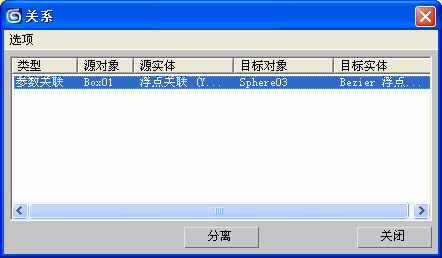 关系
选项
类型 源对象 源实体 目标对象 目标实体
参数关联 Box01 浮点关联 (Y... Sphere03 Bezier 浮点...
分离 关闭